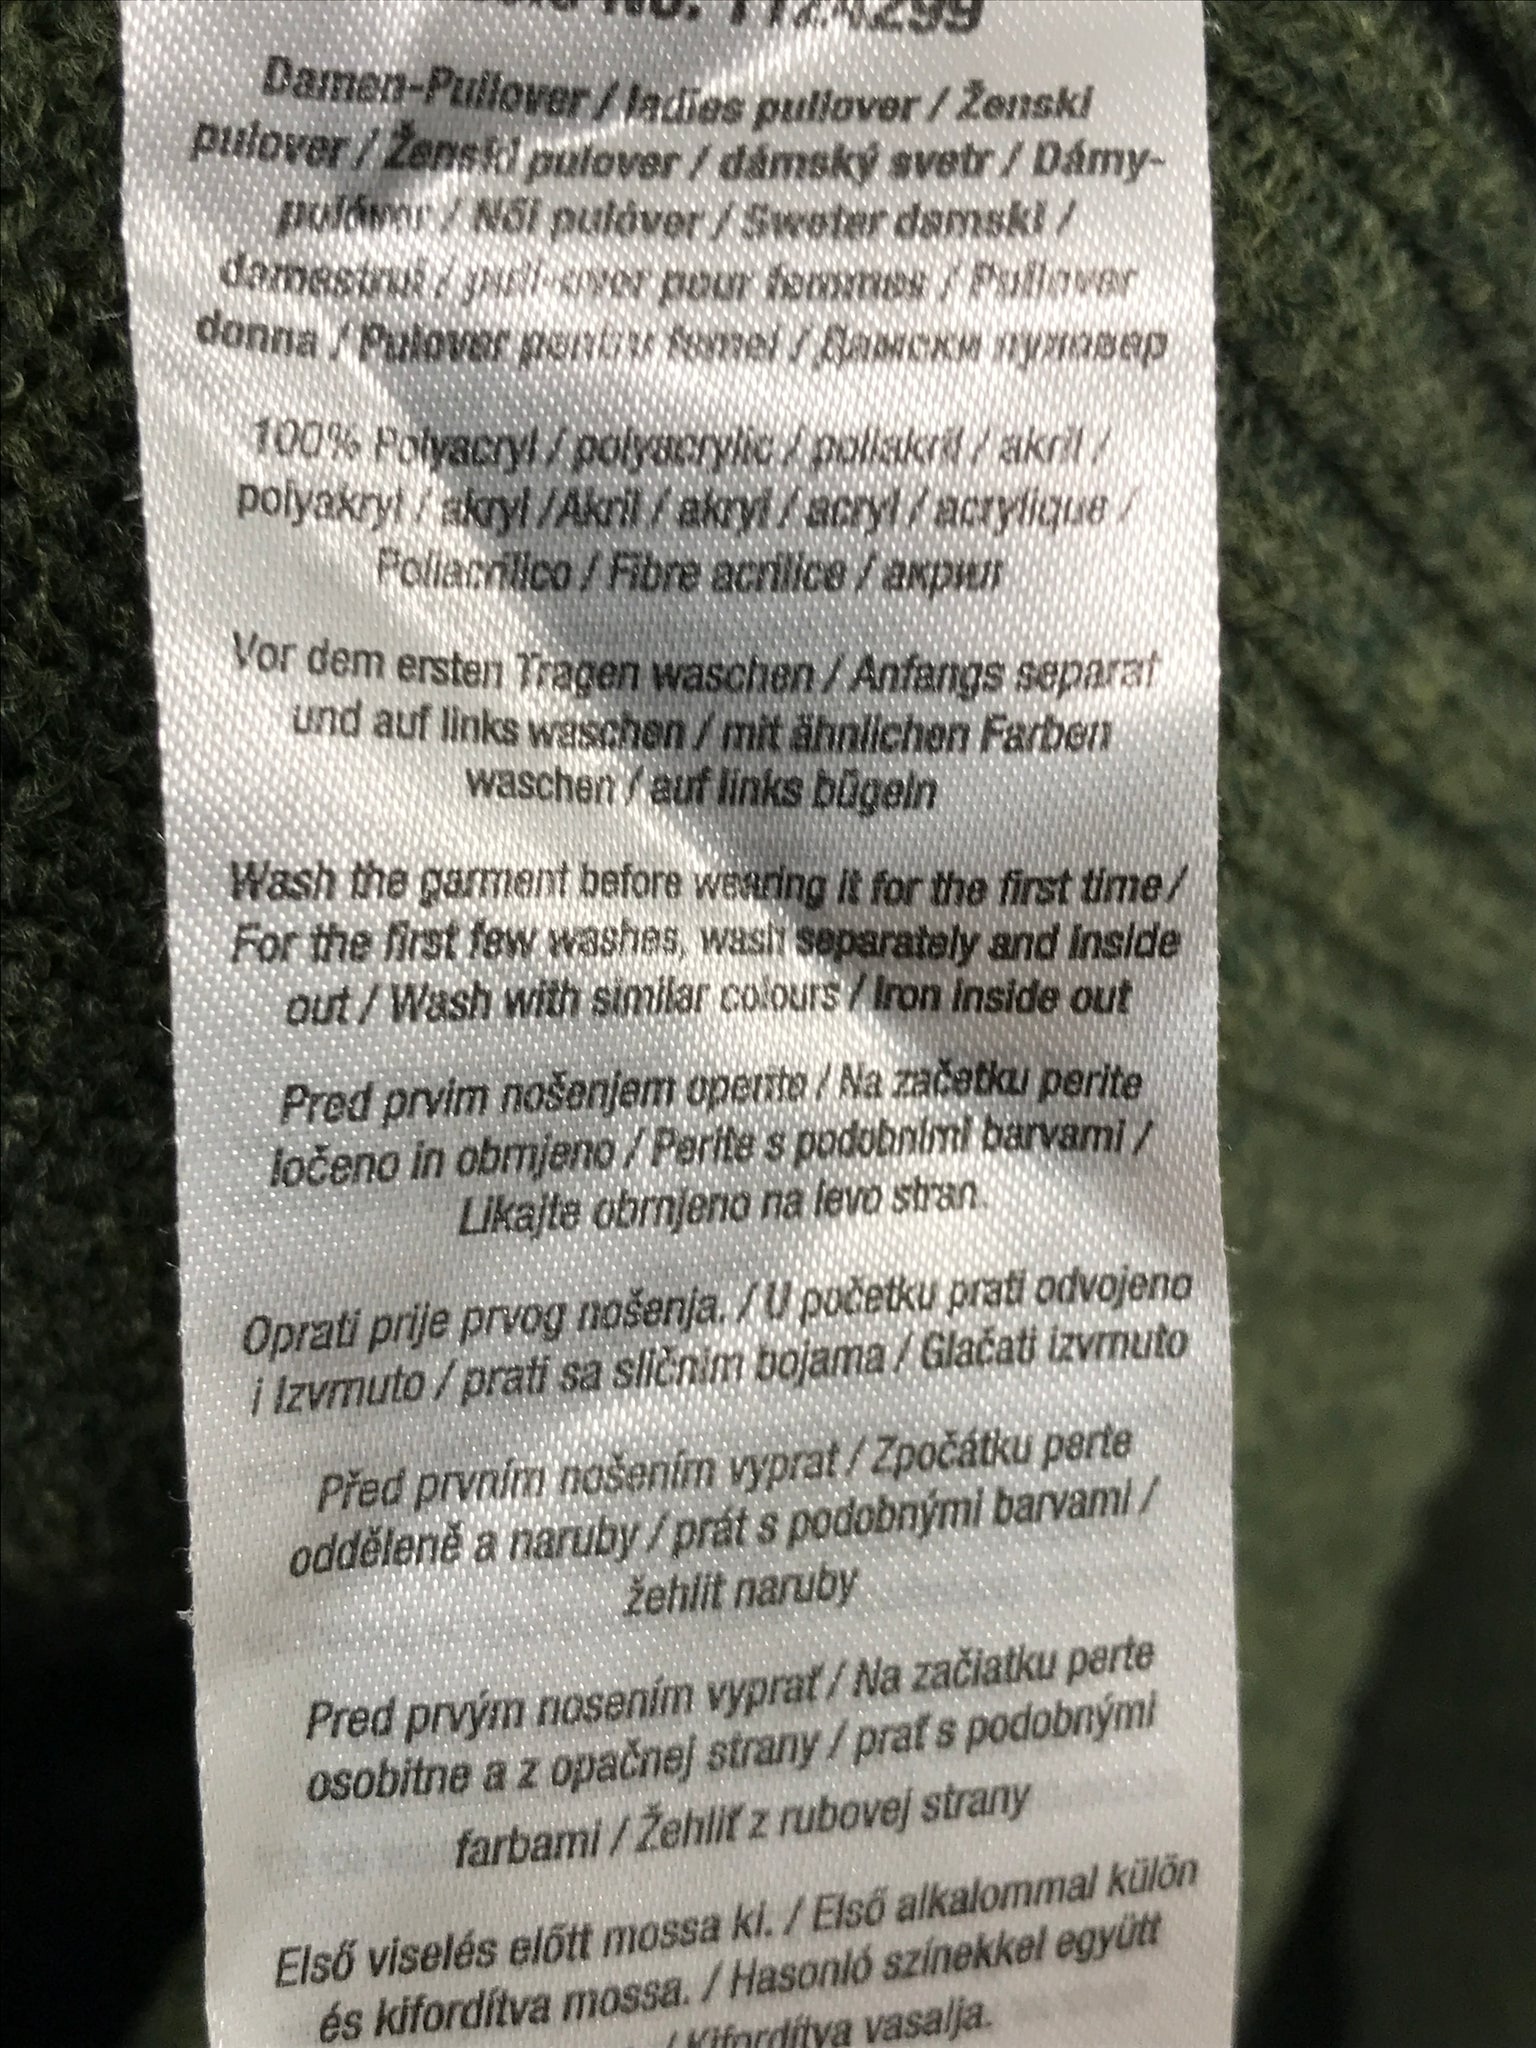 No. 112A299
Damen-Pullover / ladies pullover / Ženski
pulover / Ženski pulover / dámský svetr / Dámy-
pulóver / Női pulóver / Sweter damski /
damestrui / pull-over pour femmes / Pullover
donna / Pulover pentru femei / Дамски пуловер
100% Polyacryl / polyacrylic / poliakril / akril /
polyakryl / akryl /Akril / akryl / acryl / acrylique /
Poliacrilico / Fibre acrilice / акрил
Vor dem ersten Tragen waschen / Anfangs separat
und auf links waschen / mit ähnlichen Farben
waschen / auf links bügeln
Wash the garment before wearing it for the first time /
For the first few washes, wash separately and inside
out / Wash with similar colours / Iron inside out
Pred prvim nošenjem operite / Na začetku perite
ločeno in obrnjeno / Perite s podobnimi barvami /
Likajte obrnjeno na levo stran.
Oprati prije prvog nošenja. / U početku prati odvojeno
i Izvrnuto / prati sa sličnim bojama / Glačati izvrnuto
Před prvním nošením vyprat / Zpočátku perte
odděleně a naruby / prát s podobnými barvami /
žehlit naruby
Pred prvým nosením vyprať / Na začiatku perte
osobitne a z opačnej strany / prať s podobnými
farbami / Žehliť z rubovej strany
Első viselés előtt mossa ki. / Első alkalommal külön
és kifordítva mossa. / Hasonló színekkel együtt
/ Kifordítva vasalja.